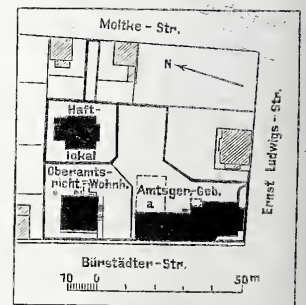 Moltke-Str.
N
Haft-
lokal
Ernst Ludwigs-Str.
Oberamts-
richt. Wohnh.
Amtsger. Geb.
a
Bürstädter-Str.
10 0 50m